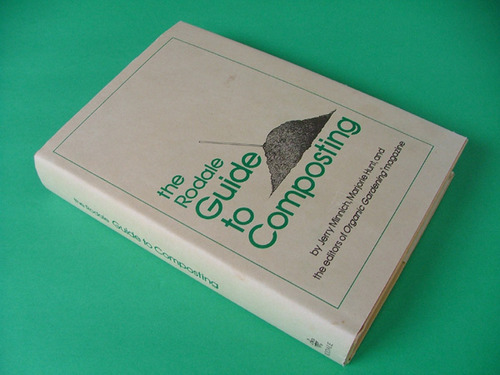 the
Rodale
Guide
to
Composting
by Jerry Minnich, Marjorie Hunt and
the editors of Organic Gardening® magazine
the Rodale Guide to Composting
RODALE